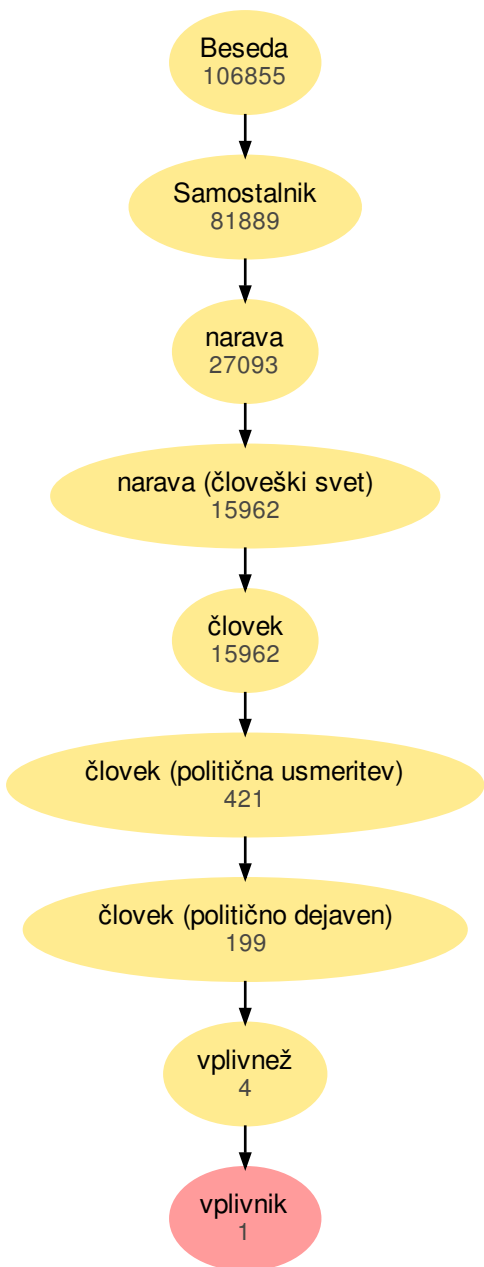 Beseda
106855
Samostalnik
81889
narava
27093
narava (človeški svet)
15962
človek
15962
človek (politična usmeritev)
421
človek (politično dejaven)
199
vplivnež
4
vplivnik
1